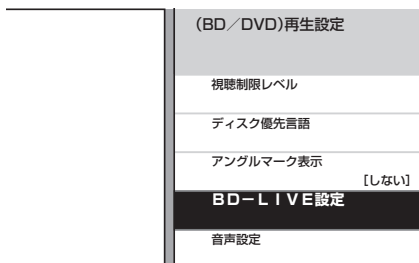 (BD／DVD)再生設定
視聴制限レベル
ディスク優先言語
アングルマーク表示
[しない]
ＢＤ－ＬＩＶＥ設定
音声設定